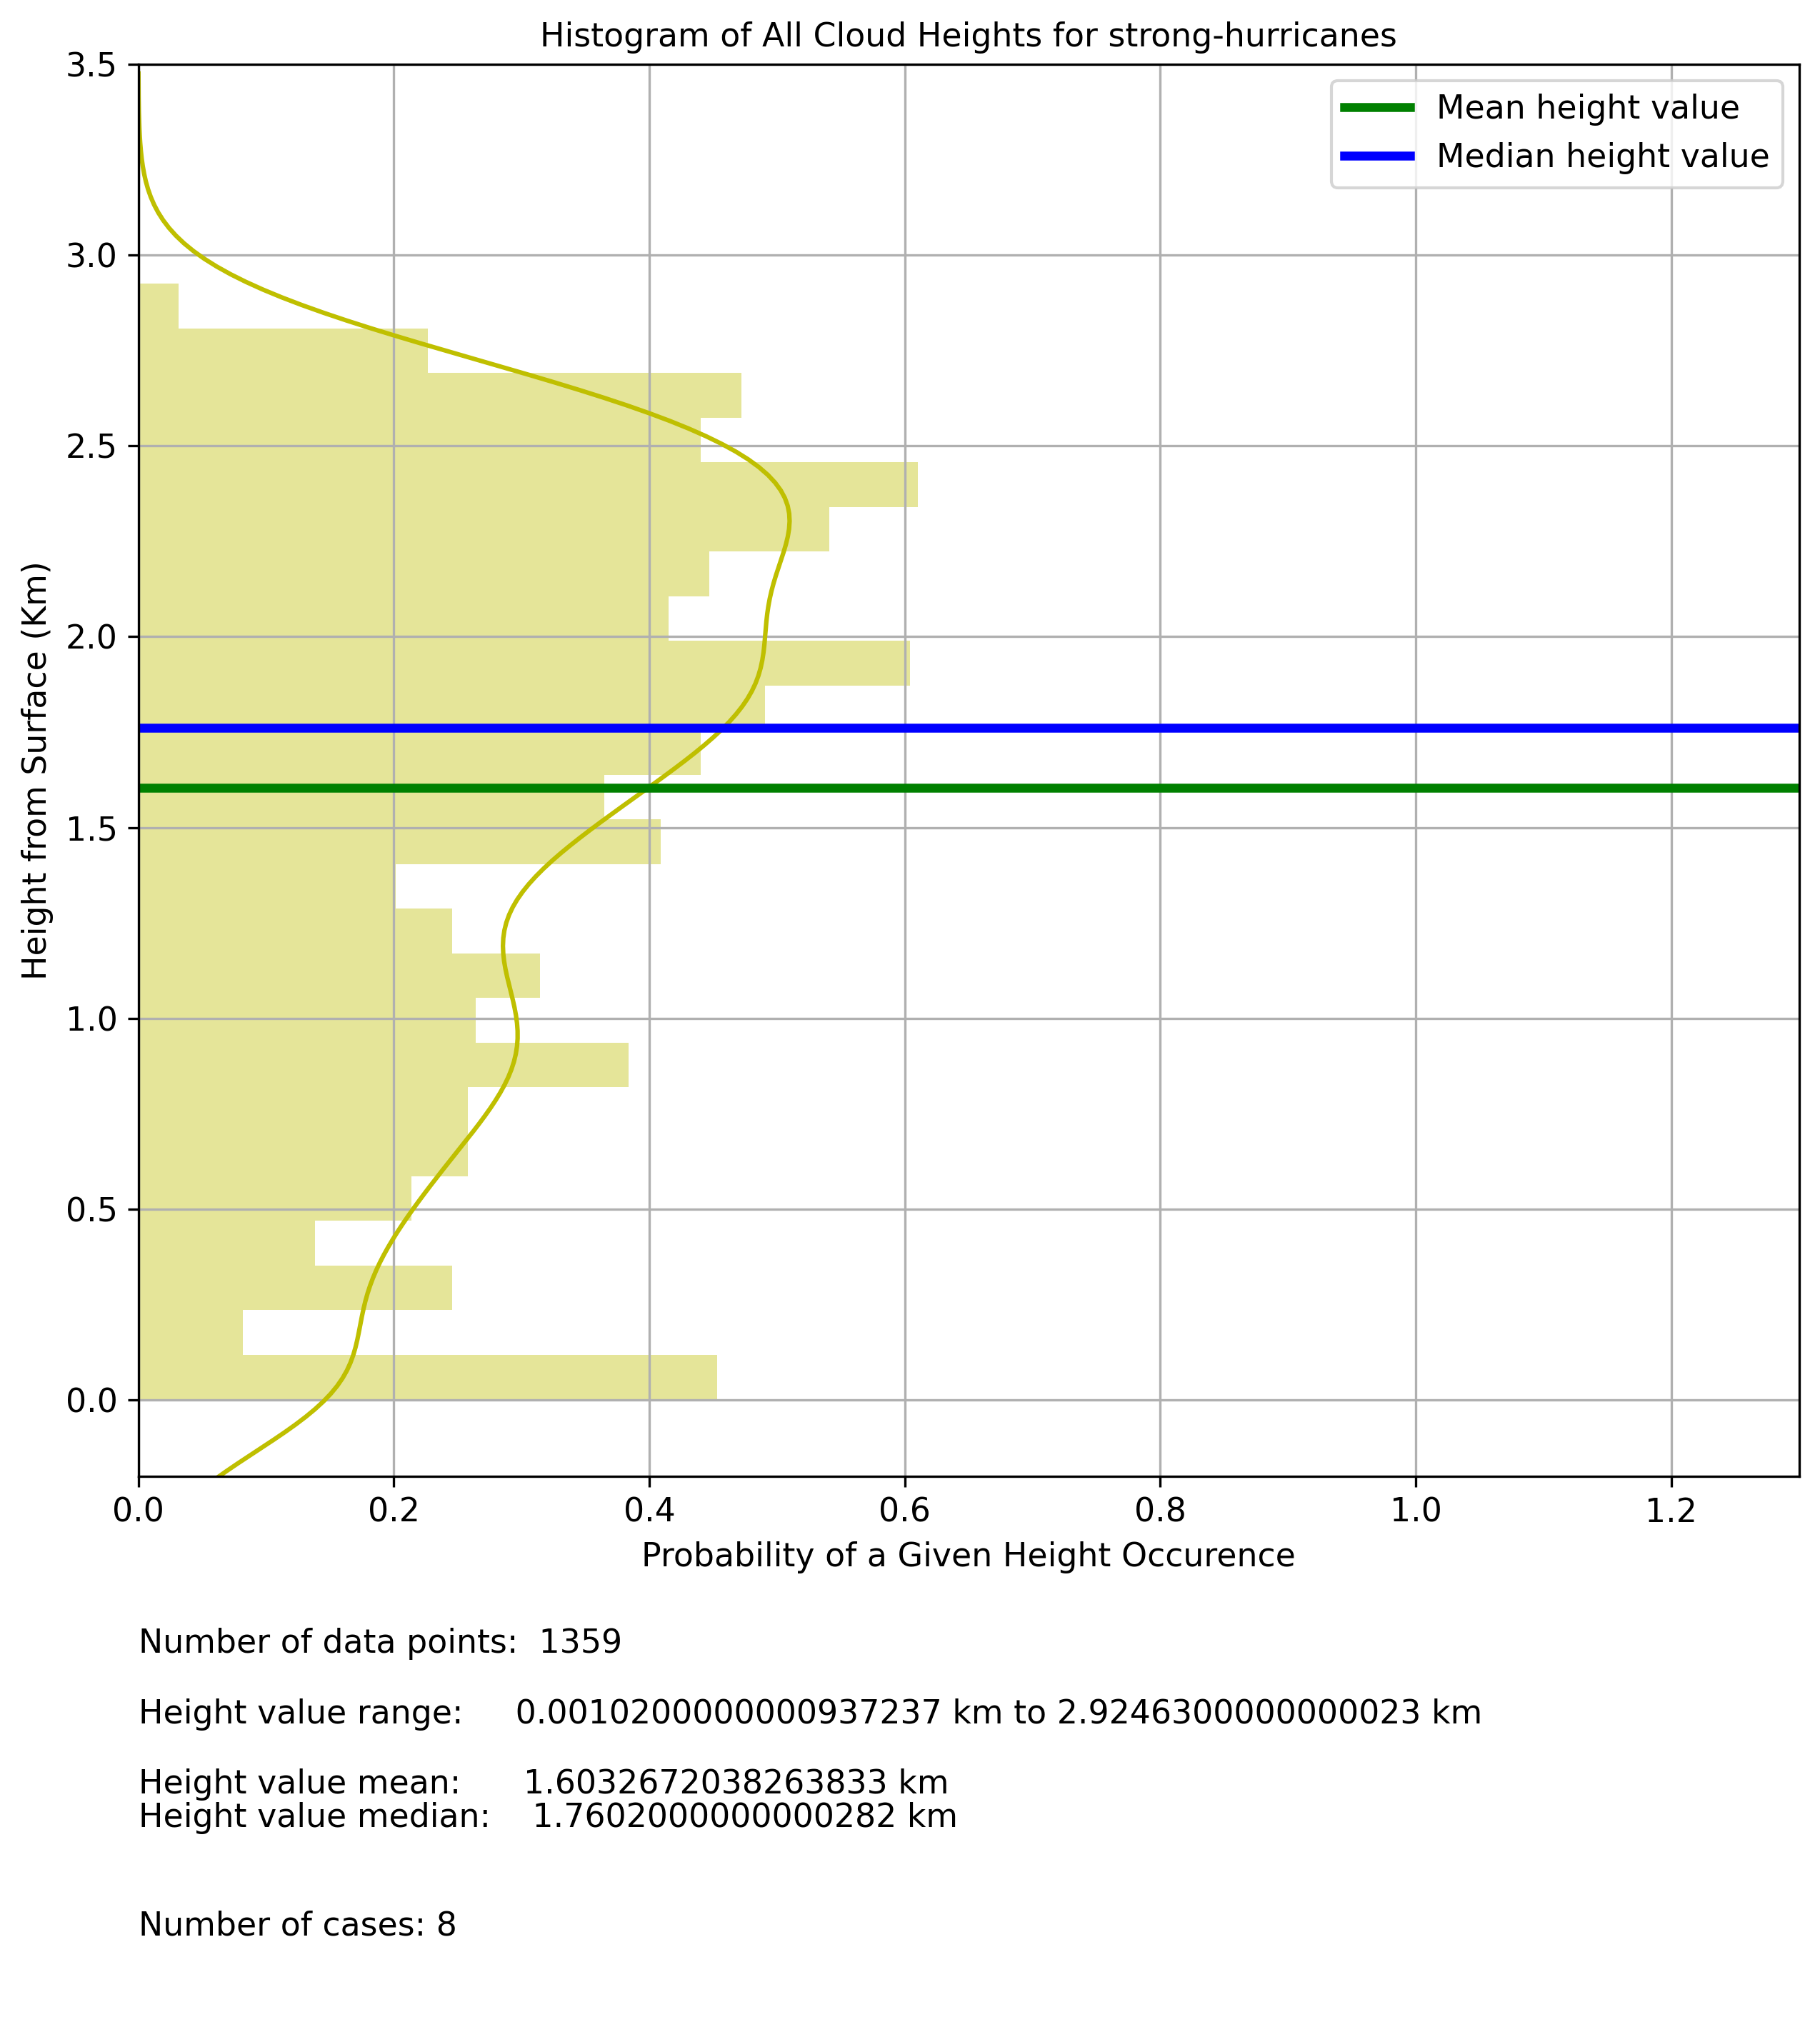 Histogram of All Cloud Heights for strong-hurricanes
Mean height value
Median height value
3.5
3.0
2.5
2.0
1.5
1.0
0.5
0.0
Height from Surface (Km)
0.0 0.2 0.4 0.6 0.8 1.0 1.2
Probability of a Given Height Occurence
Number of data points: 1359
Height value range: 0.0010200000000937237 km to 2.9246300000000023 km
Height value mean: 1.6032672038263833 km
Height value median: 1.7602000000000282 km
Number of cases: 8